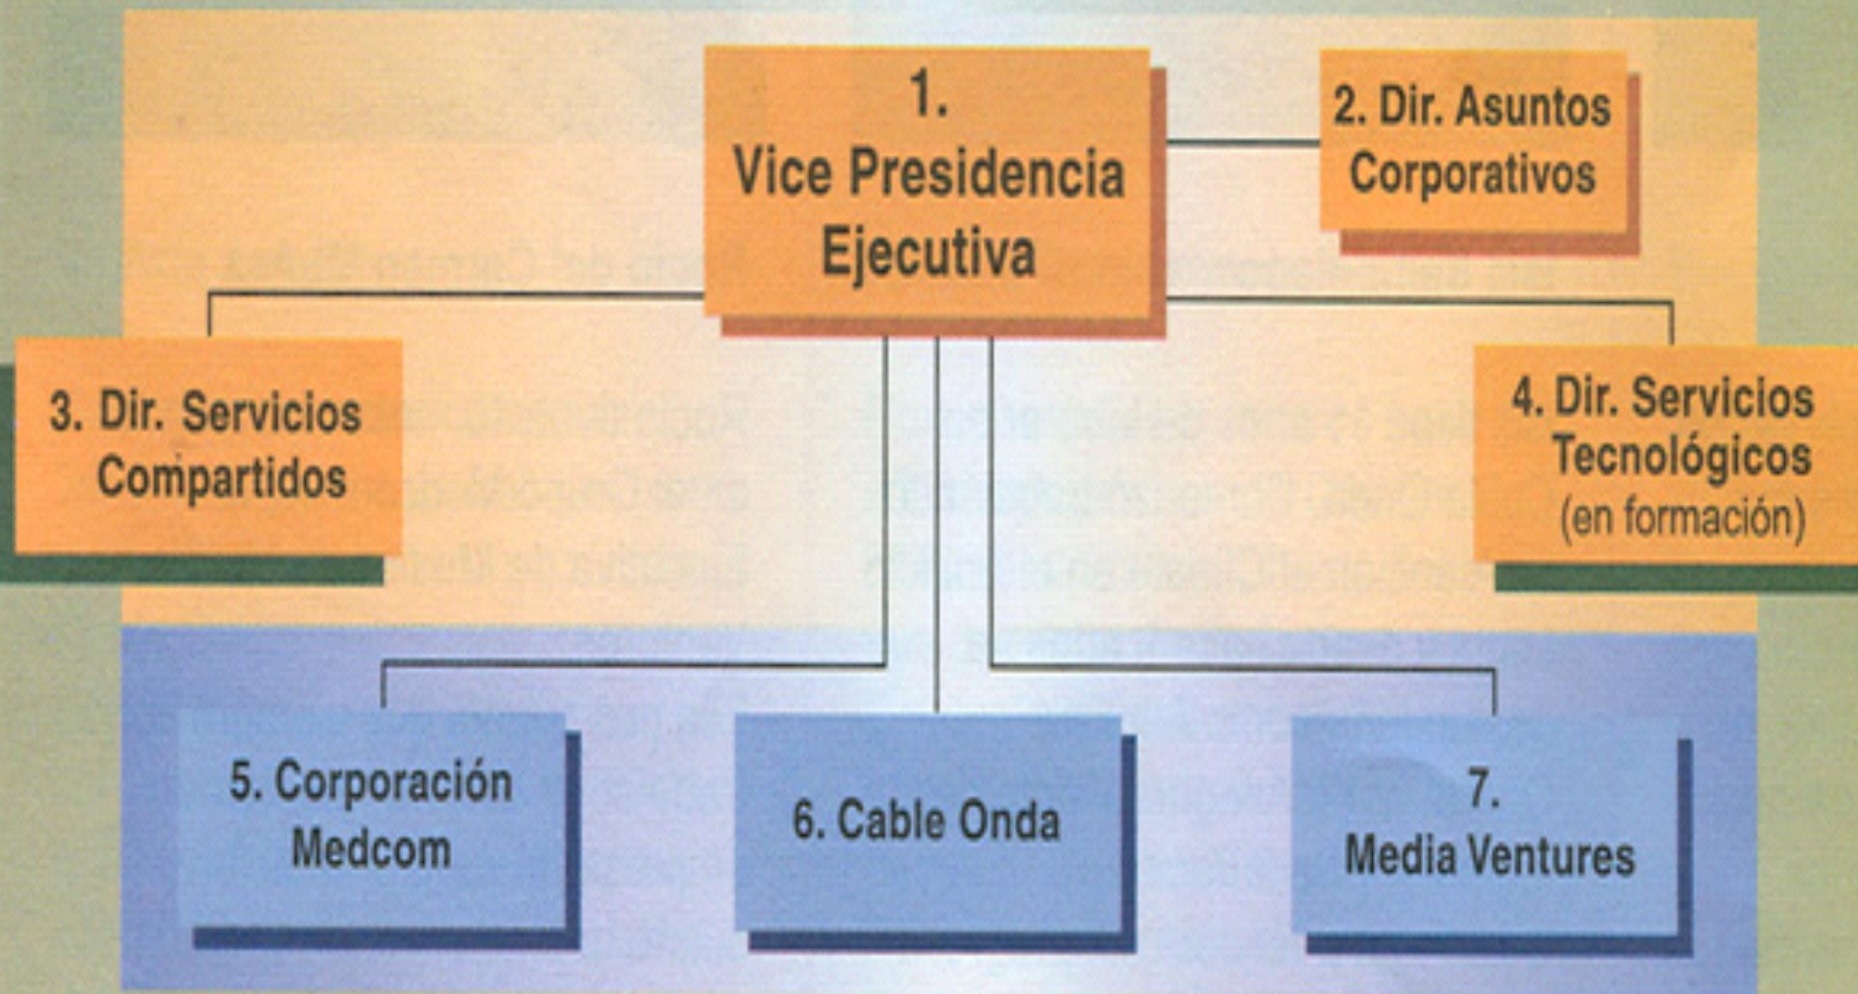 1.
Vice Presidencia
Ejecutiva
2. Dir. Asuntos
Corporativos
3. Dir. Servicios
Compartidos
4. Dir. Servicios
Tecnológicos
(en formación)
5. Corporación
Medcom
6. Cable Onda
7.
Media Ventures